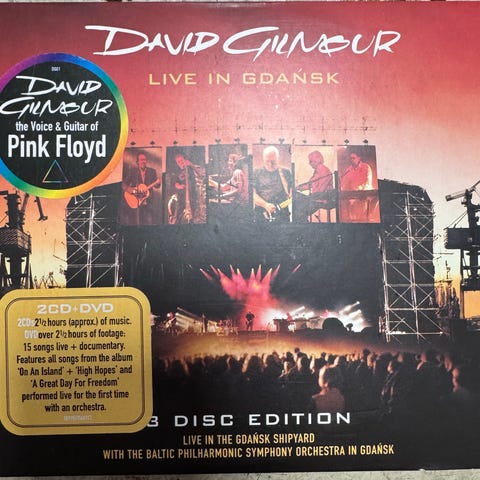 DAVID GILMOUR
LIVE IN GDAŃSK
DAVID
GILMOUR
the Voice & Guitar of
Pink Floyd
2CD+DVD
2CDs 2½ hours (approx.) of music.
DVD over 2½ hours of footage:
15 songs live + documentary.
Features all songs from the album
'On An Island' + 'High Hopes' and
'A Great Day For Freedom'
performed live for the first time
with an orchestra.
3 DISC EDITION
LIVE IN THE GDAŃSK SHIPYARD
WITH THE BALTIC PHILHARMONIC SYMPHONY ORCHESTRA IN GDAŃSK